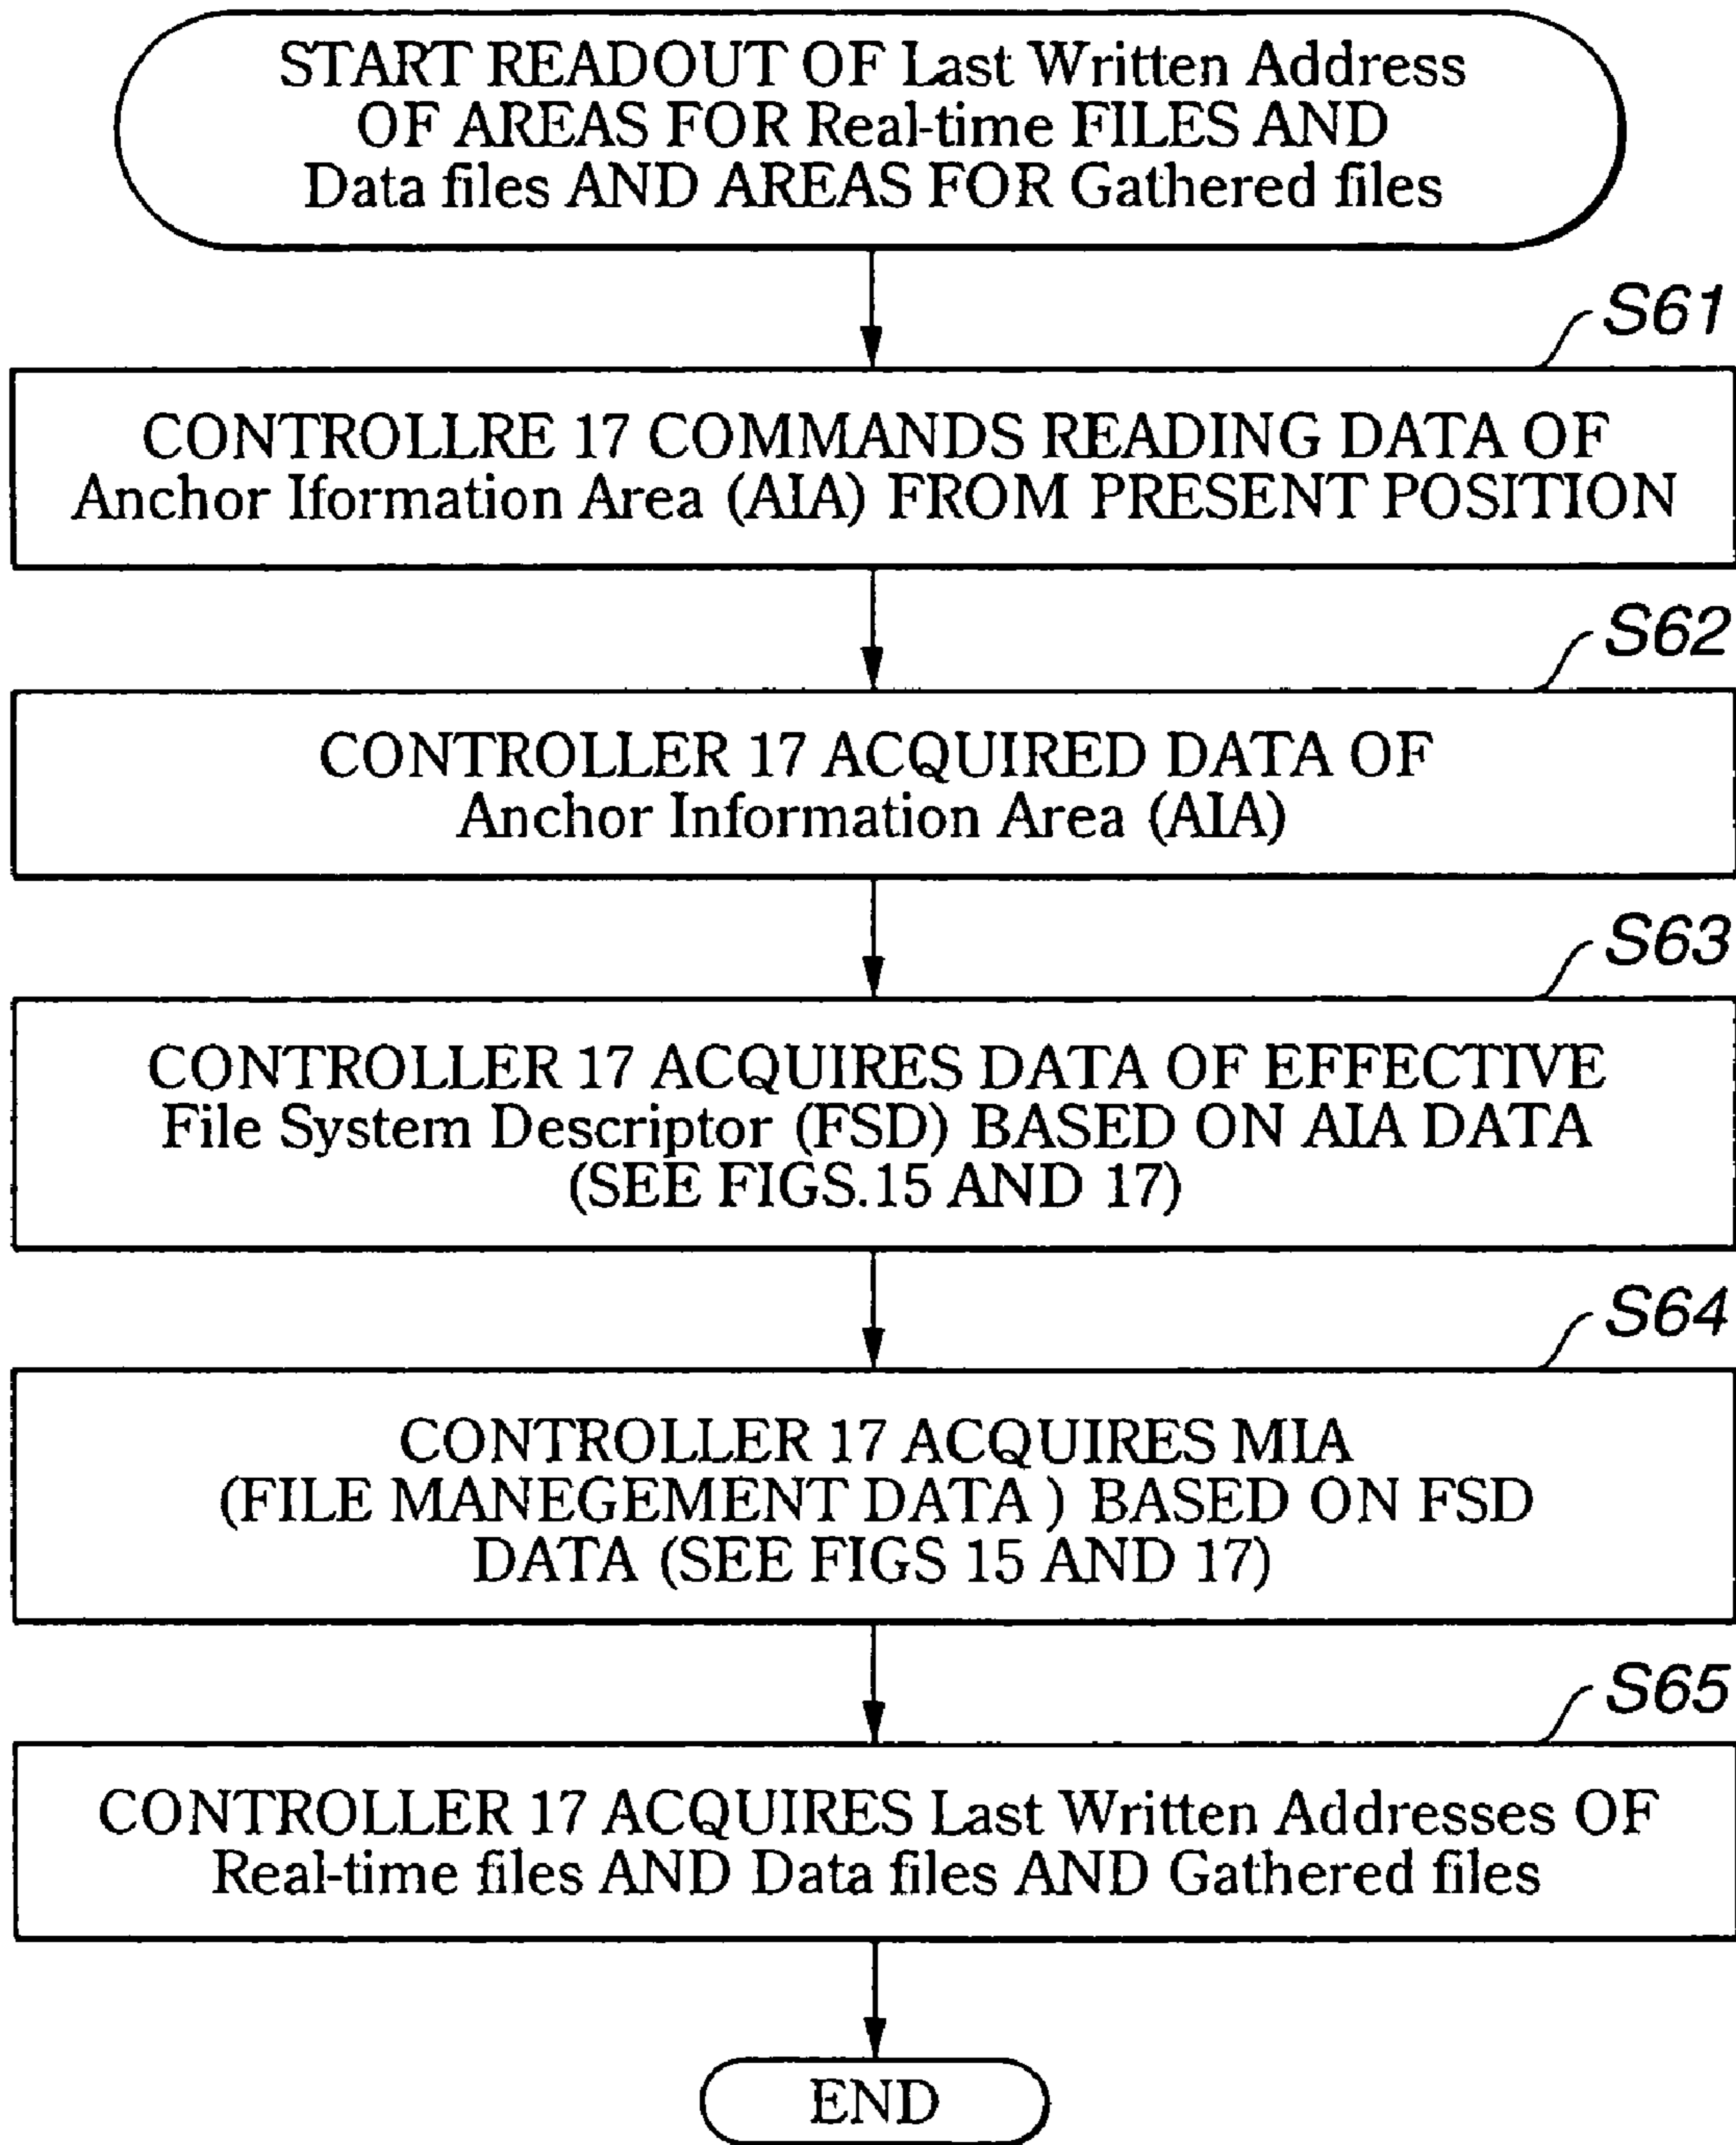 START READOUT OF Last Written Address
OF AREAS FOR Real-time FILES AND
Data files AND AREAS FOR Gathered files
S61
CONTROLLRE 17 COMMANDS READING DATA OF
Anchor Iformation Area (AIA) FROM PRESENT POSITION
S62
CONTROLLER 17 ACQUIRED DATA OF
Anchor Information Area (AIA)
S63
CONTROLLER 17 ACQUIRES DATA OF EFFECTIVE
File System Descriptor (FSD) BASED ON AIA DATA
(SEE FIGS.15 AND 17)
S64
CONTROLLER 17 ACQUIRES MIA
(FILE MANEGEMENT DATA ) BASED ON FSD
DATA (SEE FIGS 15 AND 17)
S65
CONTROLLER 17 ACQUIRES Last Written Addresses OF
Real-time files AND Data files AND Gathered files
END